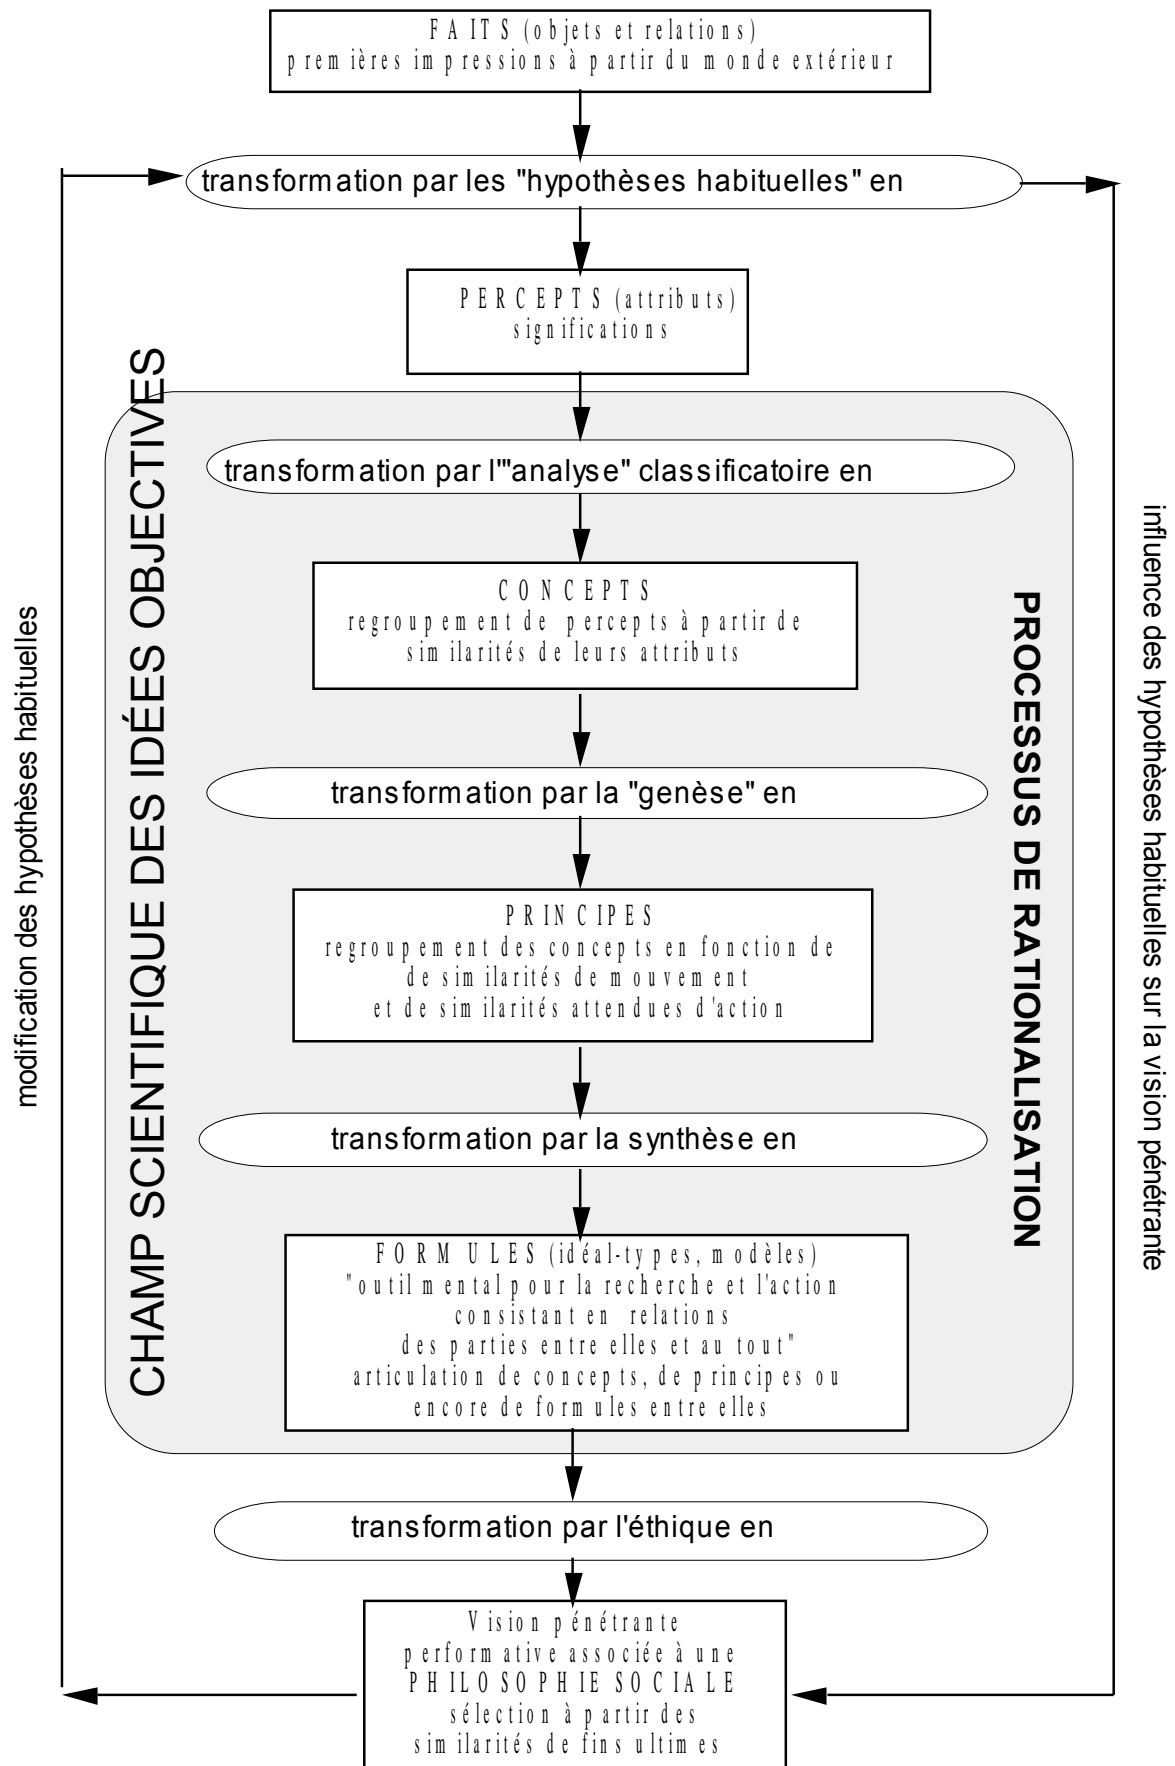 FAITS (objets et relations)
premières impressions à partir du monde extérieur
transformation par les "hypothèses habituelles" en
PERCEPTS (attributs)
significations
transformation par l'"analyse" classificatoire en
CONCEPTS
regroupement de percepts à partir de
similarités de leurs attributs
transformation par la "genèse" en
PRINCIPES
regroupement des concepts en fonction de
de similarités de mouvement
et de similarités attendues d'action
transformation par la synthèse en
FORMULES (idéal-types, modèles)
"outil mental pour la recherche et l'action
consistant en relations
des parties entre elles et au tout"
articulation de concepts, de principes ou
encore de formules entre elles
transformation par l'éthique en
Vision pénétrante
performative associée à une
PHILOSOPHIE SOCIALE
sélection à partir des
similarités de fins ultimes
modification des hypothèses habituelles
CHAMP SCIENTIFIQUE DES IDÉES OBJECTIVES
PROCESSUS DE RATIONALISATION
influence des hypothèses habituelles sur la vision pénétrante